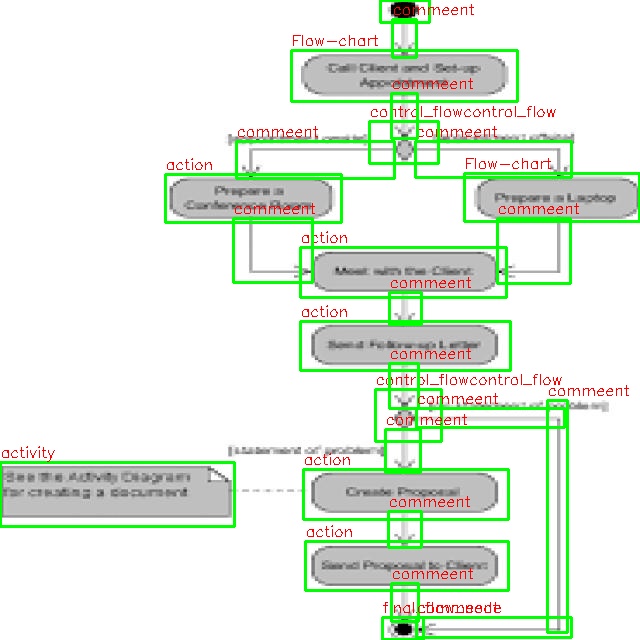 commeent
Flow-chart
Call Client and Set-up
Appointment
commeent
control_flowcontrol_flow
commeent
commeent
action
Flow-chart
Prepare a
Conference Room
Prepare a Laptop
commeent
commeent
action
Meet with the Client
commeent
action
Send Follow-up Letter
commeent
control_flowcontrol_flow
commeent
commeent
commeent
[statement of problem]
activity
action
See the Activity Diagram
for creating a document
Create Proposal
commeent
action
Send Proposal to Client
commeent